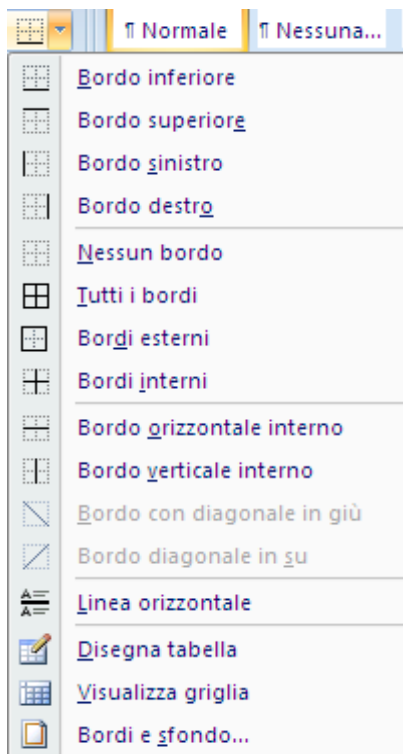 ¶ Normale ¶ Nessuna...
Bordo inferiore
Bordo superiore
Bordo sinistro
Bordo destro
Nessun bordo
Tutti i bordi
Bordi esterni
Bordi interni
Bordo orizzontale interno
Bordo verticale interno
Bordo con diagonale in giù
Bordo diagonale in su
Linea orizzontale
Disegna tabella
Visualizza griglia
Bordi e sfondo...